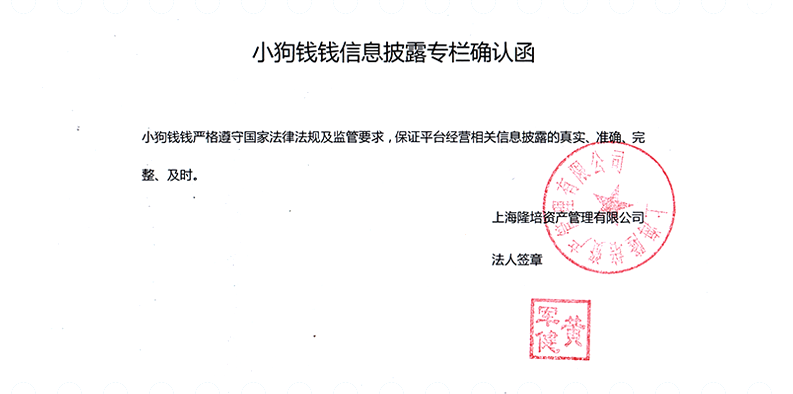 小狗钱钱信息披露专栏确认函
小狗钱钱严格遵守国家法律法规及监管要求，保证平台经营相关信息披露的真实、准确、完
整、及时。
上海隆培资产管理有限公司
上海隆培资产管理有限公司
法人签章
黄军健